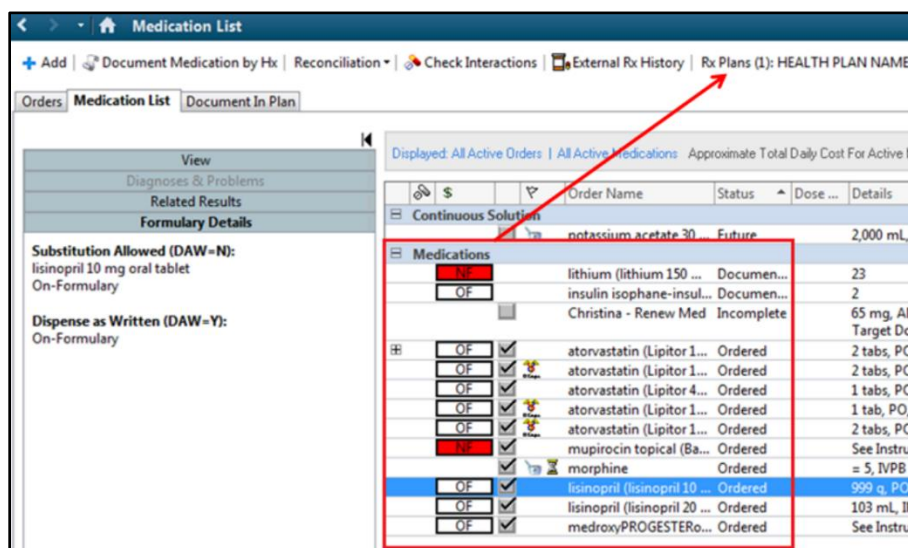 Medication List
Add | Document Medication by Hx | Reconciliation | Check Interactions | External Rx History | Rx Plans (1): HEALTH PLAN NAME
Orders Medication List Document In Plan
View
Diagnoses & Problems
Related Results
Formulary Details
Substitution Allowed (DAW=N):
lisinopril 10 mg oral tablet
On-Formulary
Dispense as Written (DAW=Y):
On-Formulary
Displayed: All Active Orders | All Active Medications Approximate Total Daily Cost For Active
$ Order Name Status Dose ... Details
Continuous Solution
potassium acetate 30 ... Future 2,000 mL,
Medications
NF lithium (lithium 150 ... Documen... 23
OF insulin isophane-insul... Documen... 2
Christina - Renew Med Incomplete 65 mg,
Target
OF atorvastatin (Lipitor 1... Ordered 2 tabs, PO
OF atorvastatin (Lipitor 1... Ordered 2 tabs, PO
OF atorvastatin (Lipitor 4... Ordered 1 tabs, PO
OF atorvastatin (Lipitor 1... Ordered 1 tab, PO,
OF atorvastatin (Lipitor 1... Ordered 2 tabs, PO
NF mupirocin topical (Ba... Ordered See Instru
morphine Ordered = 5, IVPB
OF lisinopril (lisinopril 10 ... Ordered 999 g, PO
OF lisinopril (lisinopril 20 ... Ordered 103 mL,
OF medroxyPROGESTERo... Ordered See Instru